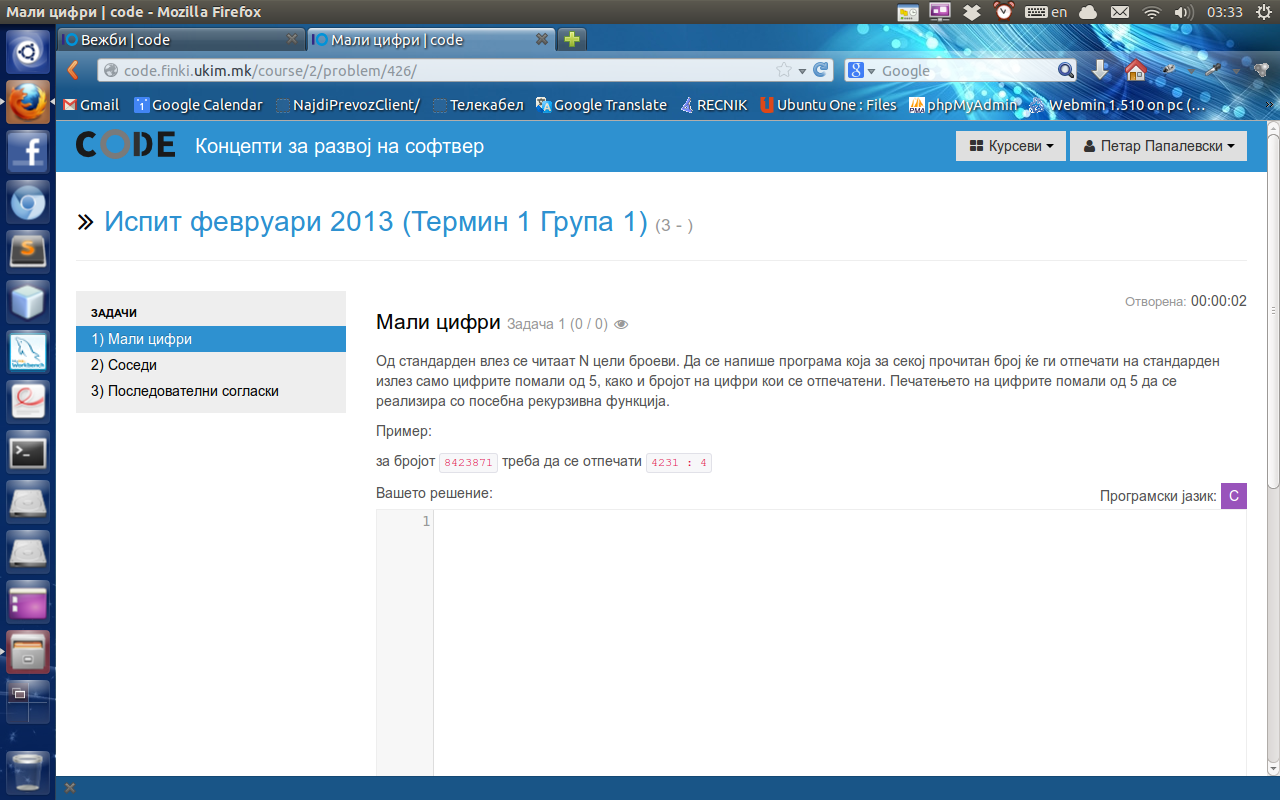 Мали цифри | code - Mozilla Firefox
en
03:33
Вежби | code
Мали цифри | code
code.finki.ukim.mk/course/2/problem/426/
Google
Gmail
Google Calendar
NajdiPrevozClient/
Телекабел
Google Translate
RECNIK
Ubuntu One : Files
phpMyAdmin
Webmin 1.510 on pc (…
CODE
Концепти за развој на софтвер
Курсеви
Петар Папалевски
Испит февруари 2013 (Термин 1 Група 1) (3 - )
ЗАДАЧИ
1) Мали цифри
2) Соседи
3) Последователни согласки
Отворена: 00:00:02
Мали цифри Задача 1 (0 / 0)
Од стандарден влез се читаат N цели броеви. Да се напише програма која за секој прочитан број ќе ги отпечати на стандарден
излез само цифрите помали од 5, како и бројот на цифри кои се отпечатени. Печатењето на цифрите помали од 5 да се
реализира со посебна рекурзивна функција.
Пример:
за бројот 8423871 треба да се отпечати 4231 : 4
Вашето решение:
Програмски јазик: C
1